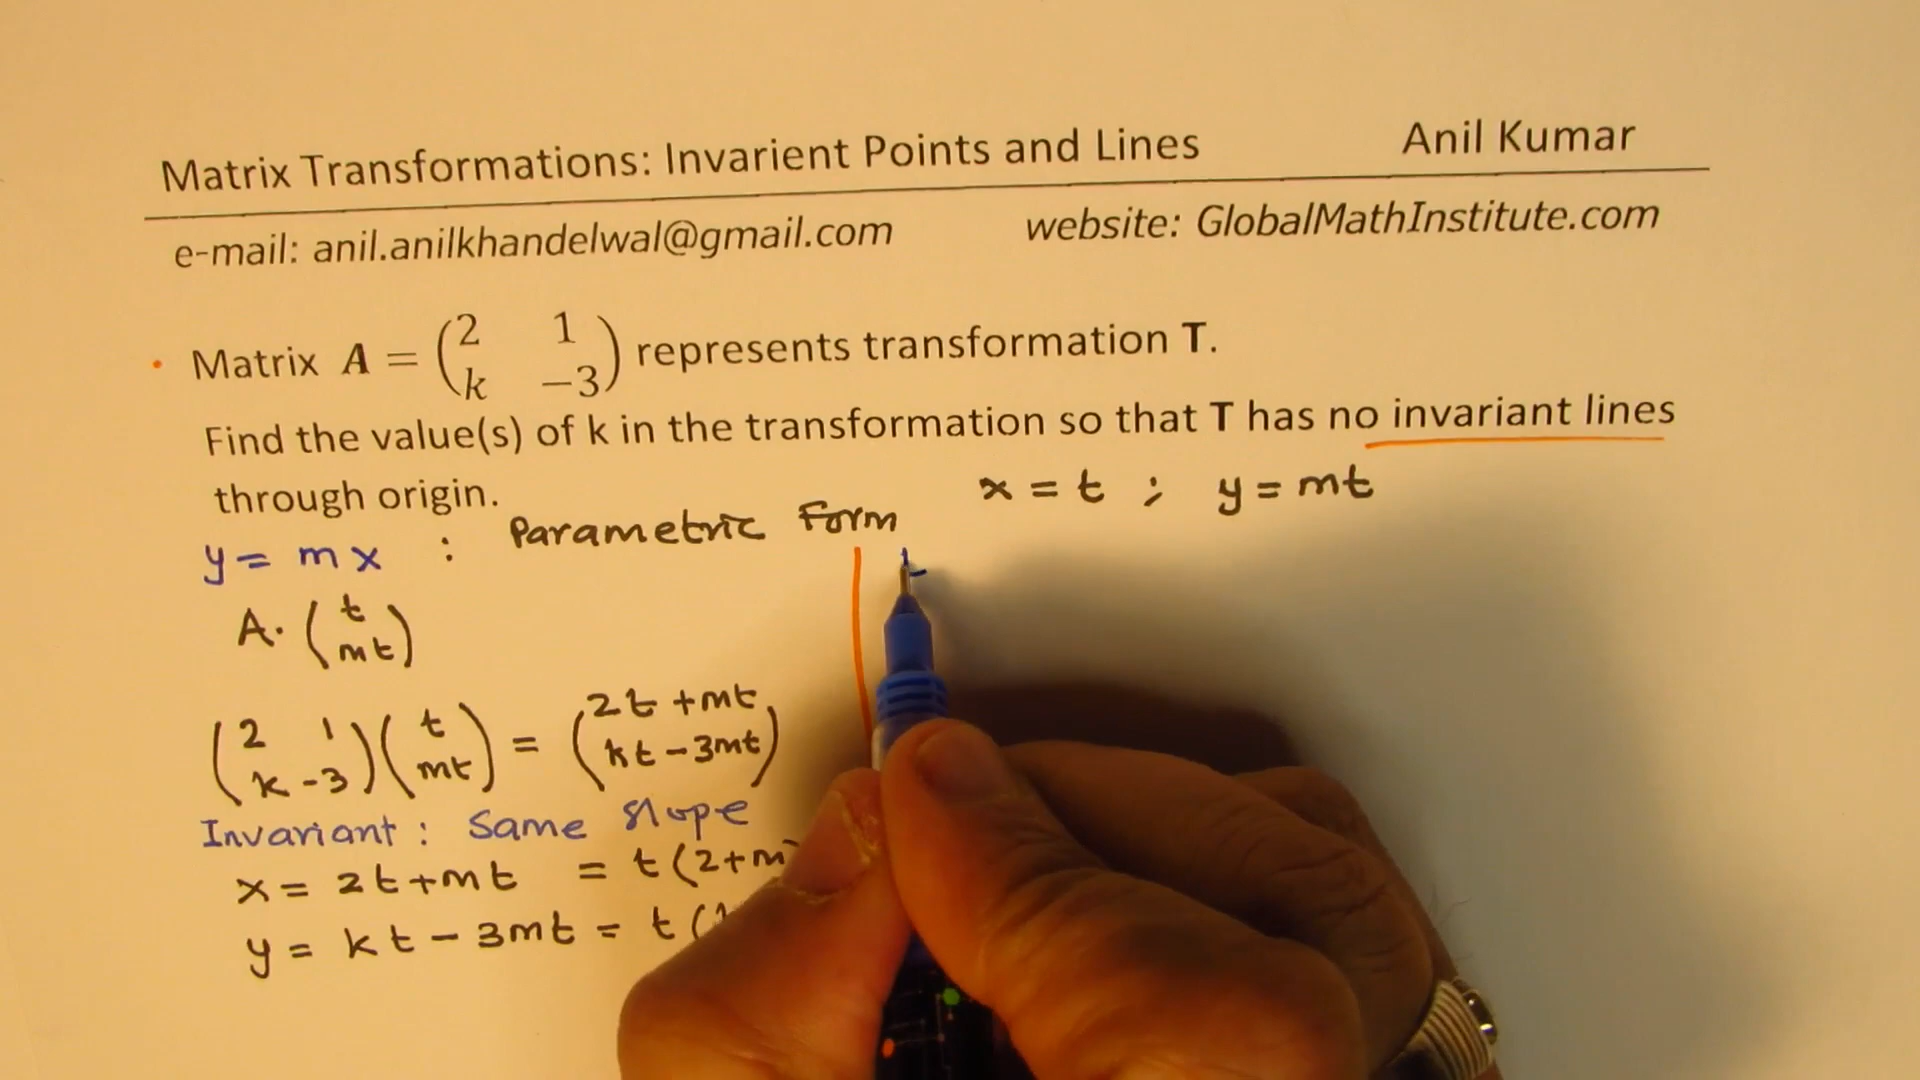 Matrix Transformations: Invarient Points and Lines Anil Kumar
e-mail: anil.anilkhandelwal@gmail.com website: GlobalMathInstitute.com
• Matrix A = (2 1
k −3) represents transformation T.
Find the value(s) of k in the transformation so that T has no invariant lines
through origin.
x = t ; y = mt
y = mx : Parametric Form
A. (t
mt)
(2 1
k -3) (t
mt) = (2t + mt
kt - 3mt)
Invariant : Same slope
x = 2t + mt = t (2+m
y = kt - 3mt = t (